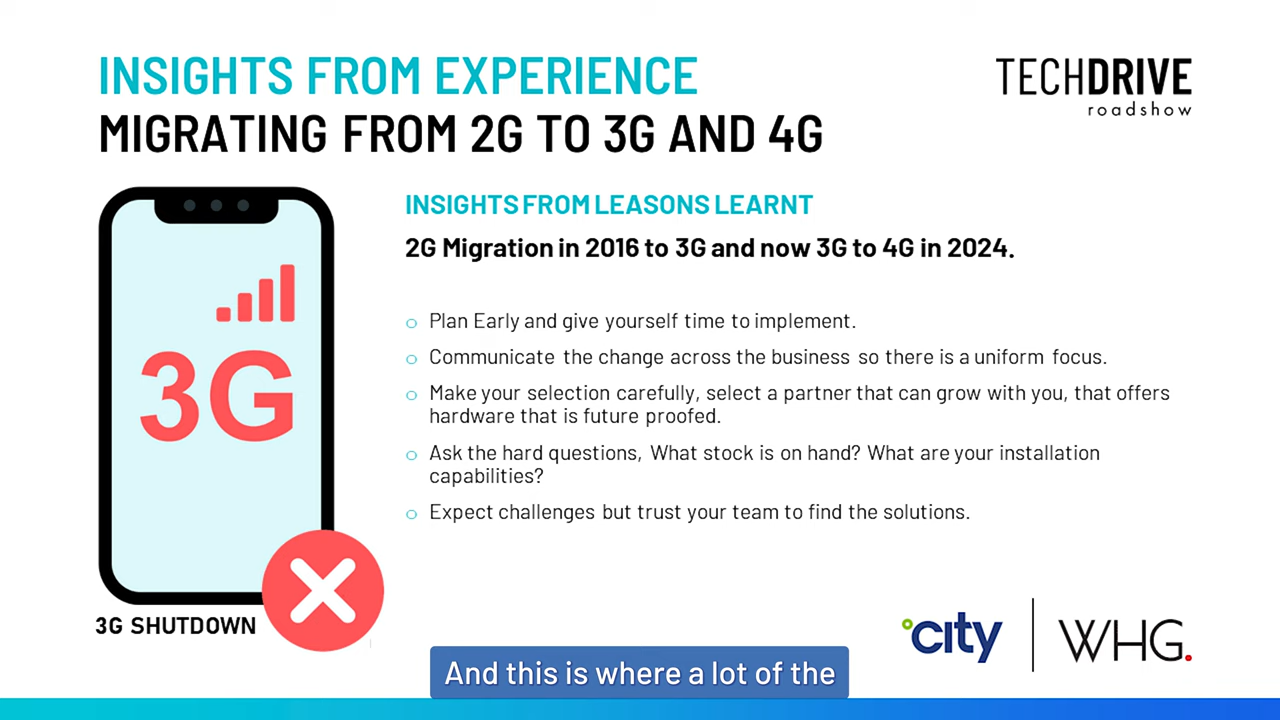 INSIGHTS FROM EXPERIENCE
MIGRATING FROM 2G TO 3G AND 4G
TECHDRIVE
roadshow
INSIGHTS FROM LEASONS LEARNT
2G Migration in 2016 to 3G and now 3G to 4G in 2024.
3G
o Plan Early and give yourself time to implement.
o Communicate the change across the business so there is a uniform focus.
o Make your selection carefully, select a partner that can grow with you, that offers
hardware that is future proofed.
o Ask the hard questions, What stock is on hand? What are your installation
capabilities?
o Expect challenges but trust your team to find the solutions.
3G SHUTDOWN
city
WHG.
And this is where a lot of the